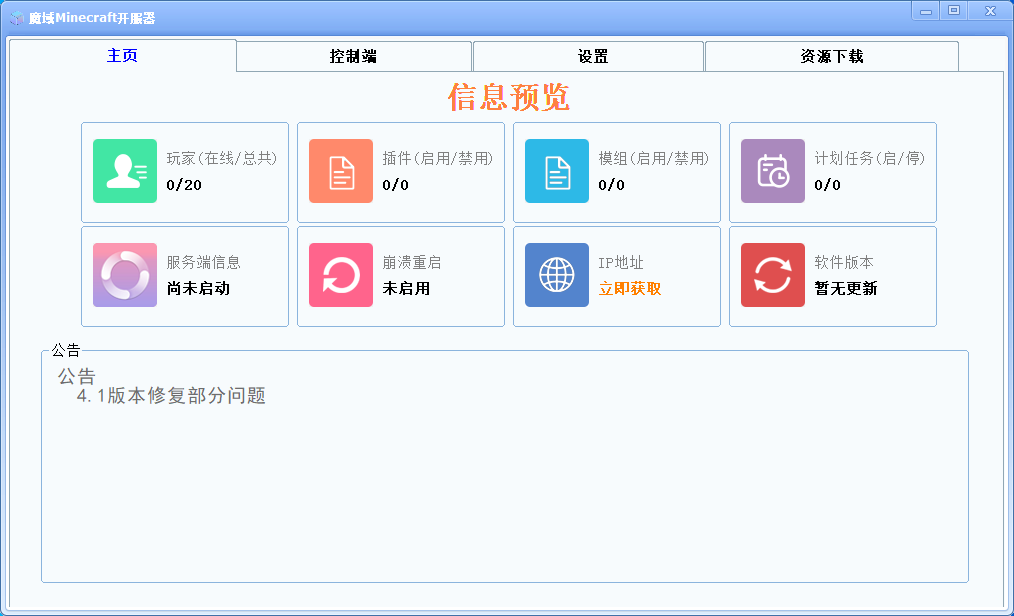 魔域Minecraft开服器
主页
控制端
设置
资源下载
信息预览
玩家(在线/总共)
0/20
插件(启用/禁用)
0/0
模组(启用/禁用)
0/0
计划任务(启/停)
0/0
服务端信息
尚未启动
崩溃重启
未启用
IP地址
立即获取
软件版本
暂无更新
公告
公告
4.1版本修复部分问题